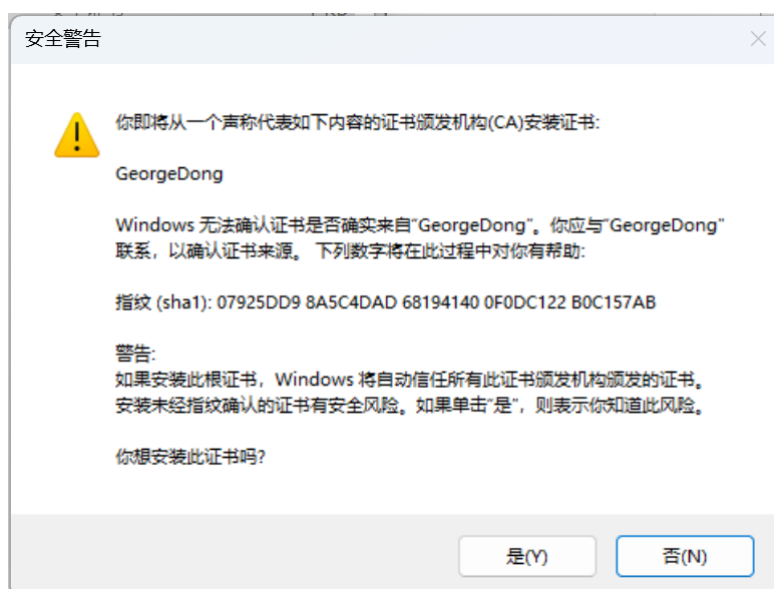 安全警告
你即将从一个声称代表如下内容的证书颁发机构(CA)安装证书:
GeorgeDong
Windows 无法确认证书是否确实来自“GeorgeDong”。你应与“GeorgeDong”
联系，以确认证书来源。 下列数字将在此过程中对你有帮助:
指纹 (sha1): 07925DD9 8A5C4DAD 68194140 0F0DC122 B0C157AB
警告:
如果安装此根证书，Windows 将自动信任所有此证书颁发机构颁发的证书。
安装未经指纹确认的证书有安全风险。如果单击“是”，则表示你知道此风险。
你想安装此证书吗?
是(Y)
否(N)